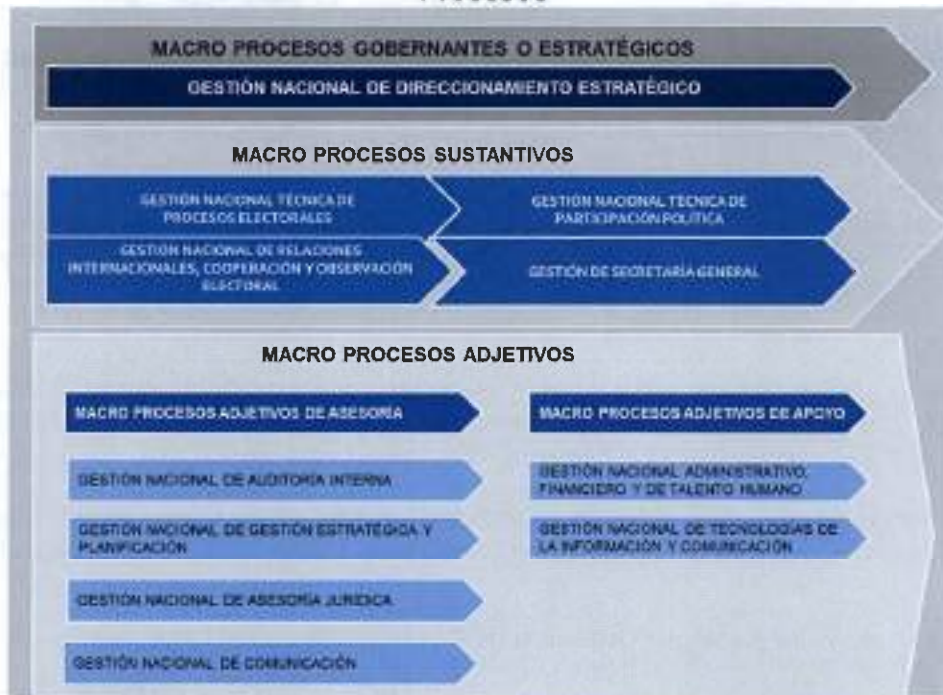 MACRO PROCESOS GOBERNANTES O ESTRATÉGICOS
GESTIÓN NACIONAL DE DIRECCIONAMIENTO ESTRATÉGICO
MACRO PROCESOS SUSTANTIVOS
GESTIÓN NACIONAL TÉCNICA DE
PROCESOS ELECTORALES
GESTIÓN NACIONAL TÉCNICA DE
PARTICIPACIÓN POLÍTICA
GESTIÓN NACIONAL DE RELACIONES
INTERNACIONALES, COOPERACIÓN Y OBSERVACIÓN
ELECTORAL
GESTIÓN DE SECRETARÍA GENERAL
MACRO PROCESOS ADJETIVOS
MACRO PROCESOS ADJETIVOS DE ASESORÍA
GESTIÓN NACIONAL DE AUDITORÍA INTERNA
GESTIÓN NACIONAL DE GESTIÓN ESTRATÉGICA Y
PLANIFICACIÓN
GESTIÓN NACIONAL DE ASESORÍA JURÍDICA
GESTIÓN NACIONAL DE COMUNICACIÓN
MACRO PROCESOS ADJETIVOS DE APOYO
GESTIÓN NACIONAL ADMINISTRATIVO,
FINANCIERO Y DE TALENTO HUMANO
GESTIÓN NACIONAL DE TECNOLOGÍAS DE
LA INFORMACIÓN Y COMUNICACIÓN